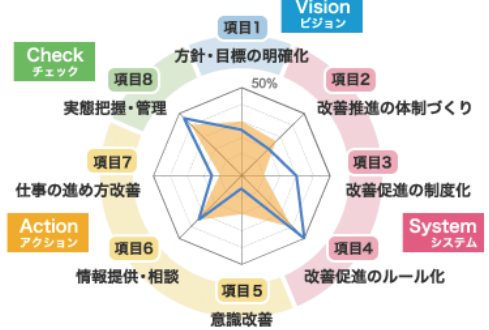 Vision
ビジョン
項目1
方針・目標の明確化
Check
チェック
項目8
実態把握・管理
50%
項目2
改善推進の体制づくり
項目7
仕事の進め方改善
項目3
改善促進の制度化
Action
アクション
System
システム
項目6
情報提供・相談
項目4
改善促進のルール化
項目5
意識改善